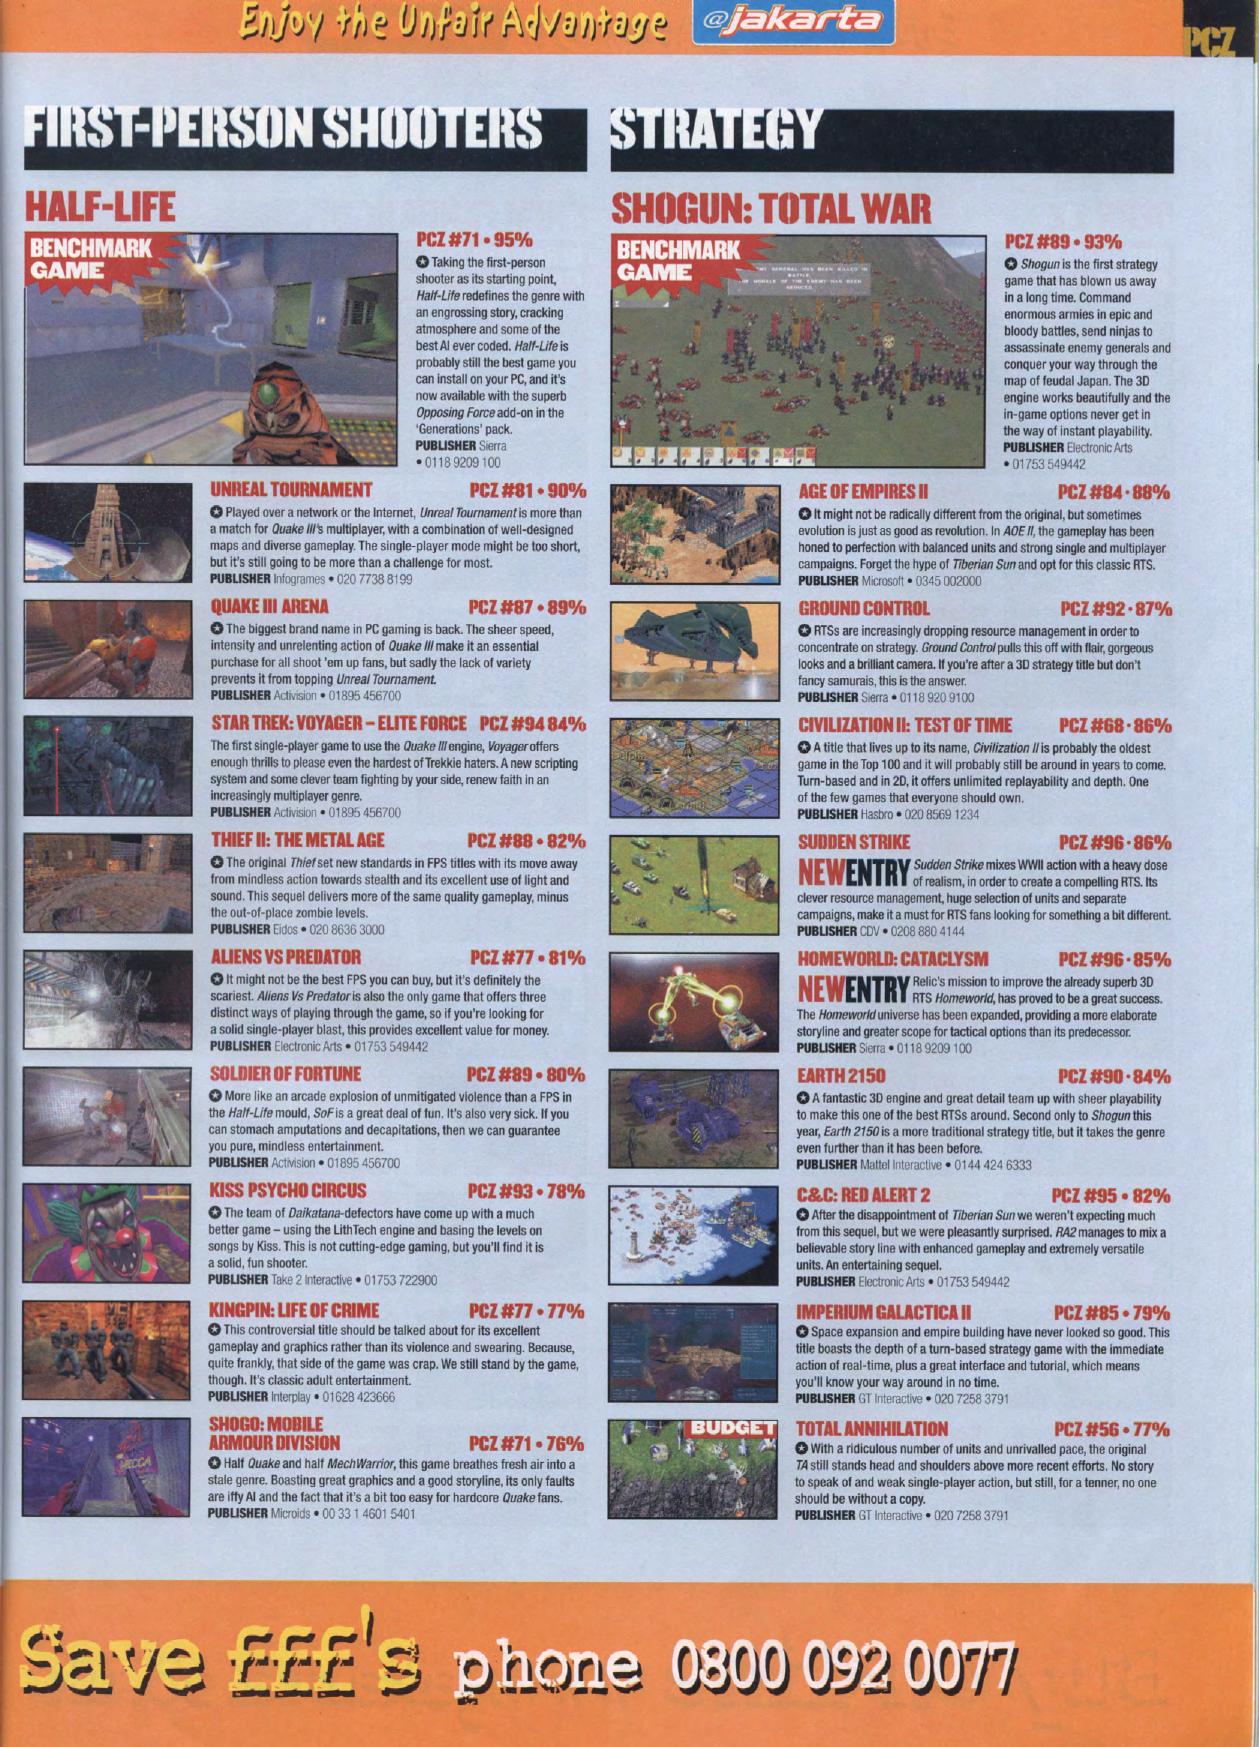 Enjoy the Unfair Advantage
@jakarta
PCZ
FIRST-PERSON SHOOTERS
HALF-LIFE
BENCHMARK
GAME
PCZ #71 • 95%
Taking the first-person
shooter as its starting point,
Half-Life redefines the genre with
an engrossing story, cracking
atmosphere and some of the
best AI ever coded. Half-Life is
probably still the best game you
can install on your PC, and it's
now available with the superb
Opposing Force add-on in the
'Generations' pack.
PUBLISHER Sierra
• 0118 9209 100
UNREAL TOURNAMENT PCZ #81 • 90%
Played over a network or the Internet, Unreal Tournament is more than
a match for Quake III's multiplayer, with a combination of well-designed
maps and diverse gameplay. The single-player mode might be too short,
but it's still going to be more than a challenge for most.
PUBLISHER Infogrames • 020 7738 8199
QUAKE III ARENA PCZ #87 • 89%
The biggest brand name in PC gaming is back. The sheer speed,
intensity and unrelenting action of Quake III make it an essential
purchase for all shoot 'em up fans, but sadly the lack of variety
prevents it from topping Unreal Tournament.
PUBLISHER Activision • 01895 456700
STAR TREK: VOYAGER – ELITE FORCE PCZ #94 84%
The first single-player game to use the Quake III engine, Voyager offers
enough thrills to please even the hardest of Trekkie haters. A new scripting
system and some clever team fighting by your side, renew faith in an
increasingly multiplayer genre.
PUBLISHER Activision • 01895 456700
THIEF II: THE METAL AGE PCZ #88 • 82%
The original Thief set new standards in FPS titles with its move away
from mindless action towards stealth and its excellent use of light and
sound. This sequel delivers more of the same quality gameplay, minus
the out-of-place zombie levels.
PUBLISHER Eidos • 020 8636 3000
ALIENS VS PREDATOR PCZ #77 • 81%
It might not be the best FPS you can buy, but it's definitely the
scariest. Aliens Vs Predator is also the only game that offers three
distinct ways of playing through the game, so if you're looking for
a solid single-player blast, this provides excellent value for money.
PUBLISHER Electronic Arts • 01753 549442
SOLDIER OF FORTUNE PCZ #89 • 80%
More like an arcade explosion of unmitigated violence than a FPS in
the Half-Life mould, SoF is a great deal of fun. It's also very sick. If you
can stomach amputations and decapitations, then we can guarantee
you pure, mindless entertainment.
PUBLISHER Activision • 01895 456700
KISS PSYCHO CIRCUS PCZ #93 • 78%
The team of Daikatana-defectors have come up with a much
better game – using the LithTech engine and basing the levels on
songs by Kiss. This is not cutting-edge gaming, but you'll find it is
a solid, fun shooter.
PUBLISHER Take 2 Interactive • 01753 722900
KINGPIN: LIFE OF CRIME PCZ #77 • 77%
This controversial title should be talked about for its excellent
gameplay and graphics rather than its violence and swearing. Because,
quite frankly, that side of the game was crap. We still stand by the game,
though. It's classic adult entertainment.
PUBLISHER Interplay • 01628 423666
SHOGO: MOBILE
ARMOUR DIVISION PCZ #71 • 76%
Half Quake and half MechWarrior, this game breathes fresh air into a
stale genre. Boasting great graphics and a good storyline, its only faults
are iffy AI and the fact that it's a bit too easy for hardcore Quake fans.
PUBLISHER Microids • 00 33 1 4601 5401
STRATEGY
SHOGUN: TOTAL WAR
BENCHMARK
GAME
PCZ #89 • 93%
Shogun is the first strategy
game that has blown us away
in a long time. Command
enormous armies in epic and
bloody battles, send ninjas to
assassinate enemy generals and
conquer your way through the
map of feudal Japan. The 3D
engine works beautifully and the
in-game options never get in
the way of instant playability.
PUBLISHER Electronic Arts
• 01753 549442
AGE OF EMPIRES II PCZ #84 • 88%
It might not be radically different from the original, but sometimes
evolution is just as good as revolution. In AOE II, the gameplay has been
honed to perfection with balanced units and strong single and multiplayer
campaigns. Forget the hype of Tiberian Sun and opt for this classic RTS.
PUBLISHER Microsoft • 0345 002000
GROUND CONTROL PCZ #92 • 87%
RTSs are increasingly dropping resource management in order to
concentrate on strategy. Ground Control pulls this off with flair, gorgeous
looks and a brilliant camera. If you're after a 3D strategy title but don't
fancy samurais, this is the answer.
PUBLISHER Sierra • 0118 920 9100
CIVILIZATION II: TEST OF TIME PCZ #68 • 86%
A title that lives up to its name, Civilization II is probably the oldest
game in the Top 100 and it will probably still be around in years to come.
Turn-based and in 2D, it offers unlimited replayability and depth. One
of the few games that everyone should own.
PUBLISHER Hasbro • 020 8569 1234
SUDDEN STRIKE PCZ #96 • 86%
NEW ENTRY Sudden Strike mixes WWII action with a heavy dose
of realism, in order to create a compelling RTS. Its
clever resource management, huge selection of units and separate
campaigns, make it a must for RTS fans looking for something a bit different.
PUBLISHER CDV • 0208 880 4144
HOMEWORLD: CATACLYSM PCZ #96 • 85%
NEW ENTRY Relic's mission to improve the already superb 3D
RTS Homeworld, has proved to be a great success.
The Homeworld universe has been expanded, providing a more elaborate
storyline and greater scope for tactical options than its predecessor.
PUBLISHER Sierra • 0118 9209 100
EARTH 2150 PCZ #90 • 84%
A fantastic 3D engine and great detail team up with sheer playability
to make this one of the best RTSs around. Second only to Shogun this
year, Earth 2150 is a more traditional strategy title, but it takes the genre
even further than it has been before.
PUBLISHER Mattel Interactive • 0144 424 6333
C&C: RED ALERT 2 PCZ #95 • 82%
After the disappointment of Tiberian Sun we weren't expecting much
from this sequel, but we were pleasantly surprised. RA2 manages to mix a
believable story line with enhanced gameplay and extremely versatile
units. An entertaining sequel.
PUBLISHER Electronic Arts • 01753 549442
IMPERIUM GALACTICA II PCZ #85 • 79%
Space expansion and empire building have never looked so good. This
title boasts the depth of a turn-based strategy game with the immediate
action of real-time, plus a great interface and tutorial, which means
you'll know your way around in no time.
PUBLISHER GT Interactive • 020 7258 3791
BUDGET
TOTAL ANNIHILATION PCZ #56 • 77%
With a ridiculous number of units and unrivalled pace, the original
TA still stands head and shoulders above more recent efforts. No story
to speak of and weak single-player action, but still, for a tenner, no one
should be without a copy.
PUBLISHER GT Interactive • 020 7258 3791
Save £££'s phone 0800 092 0077